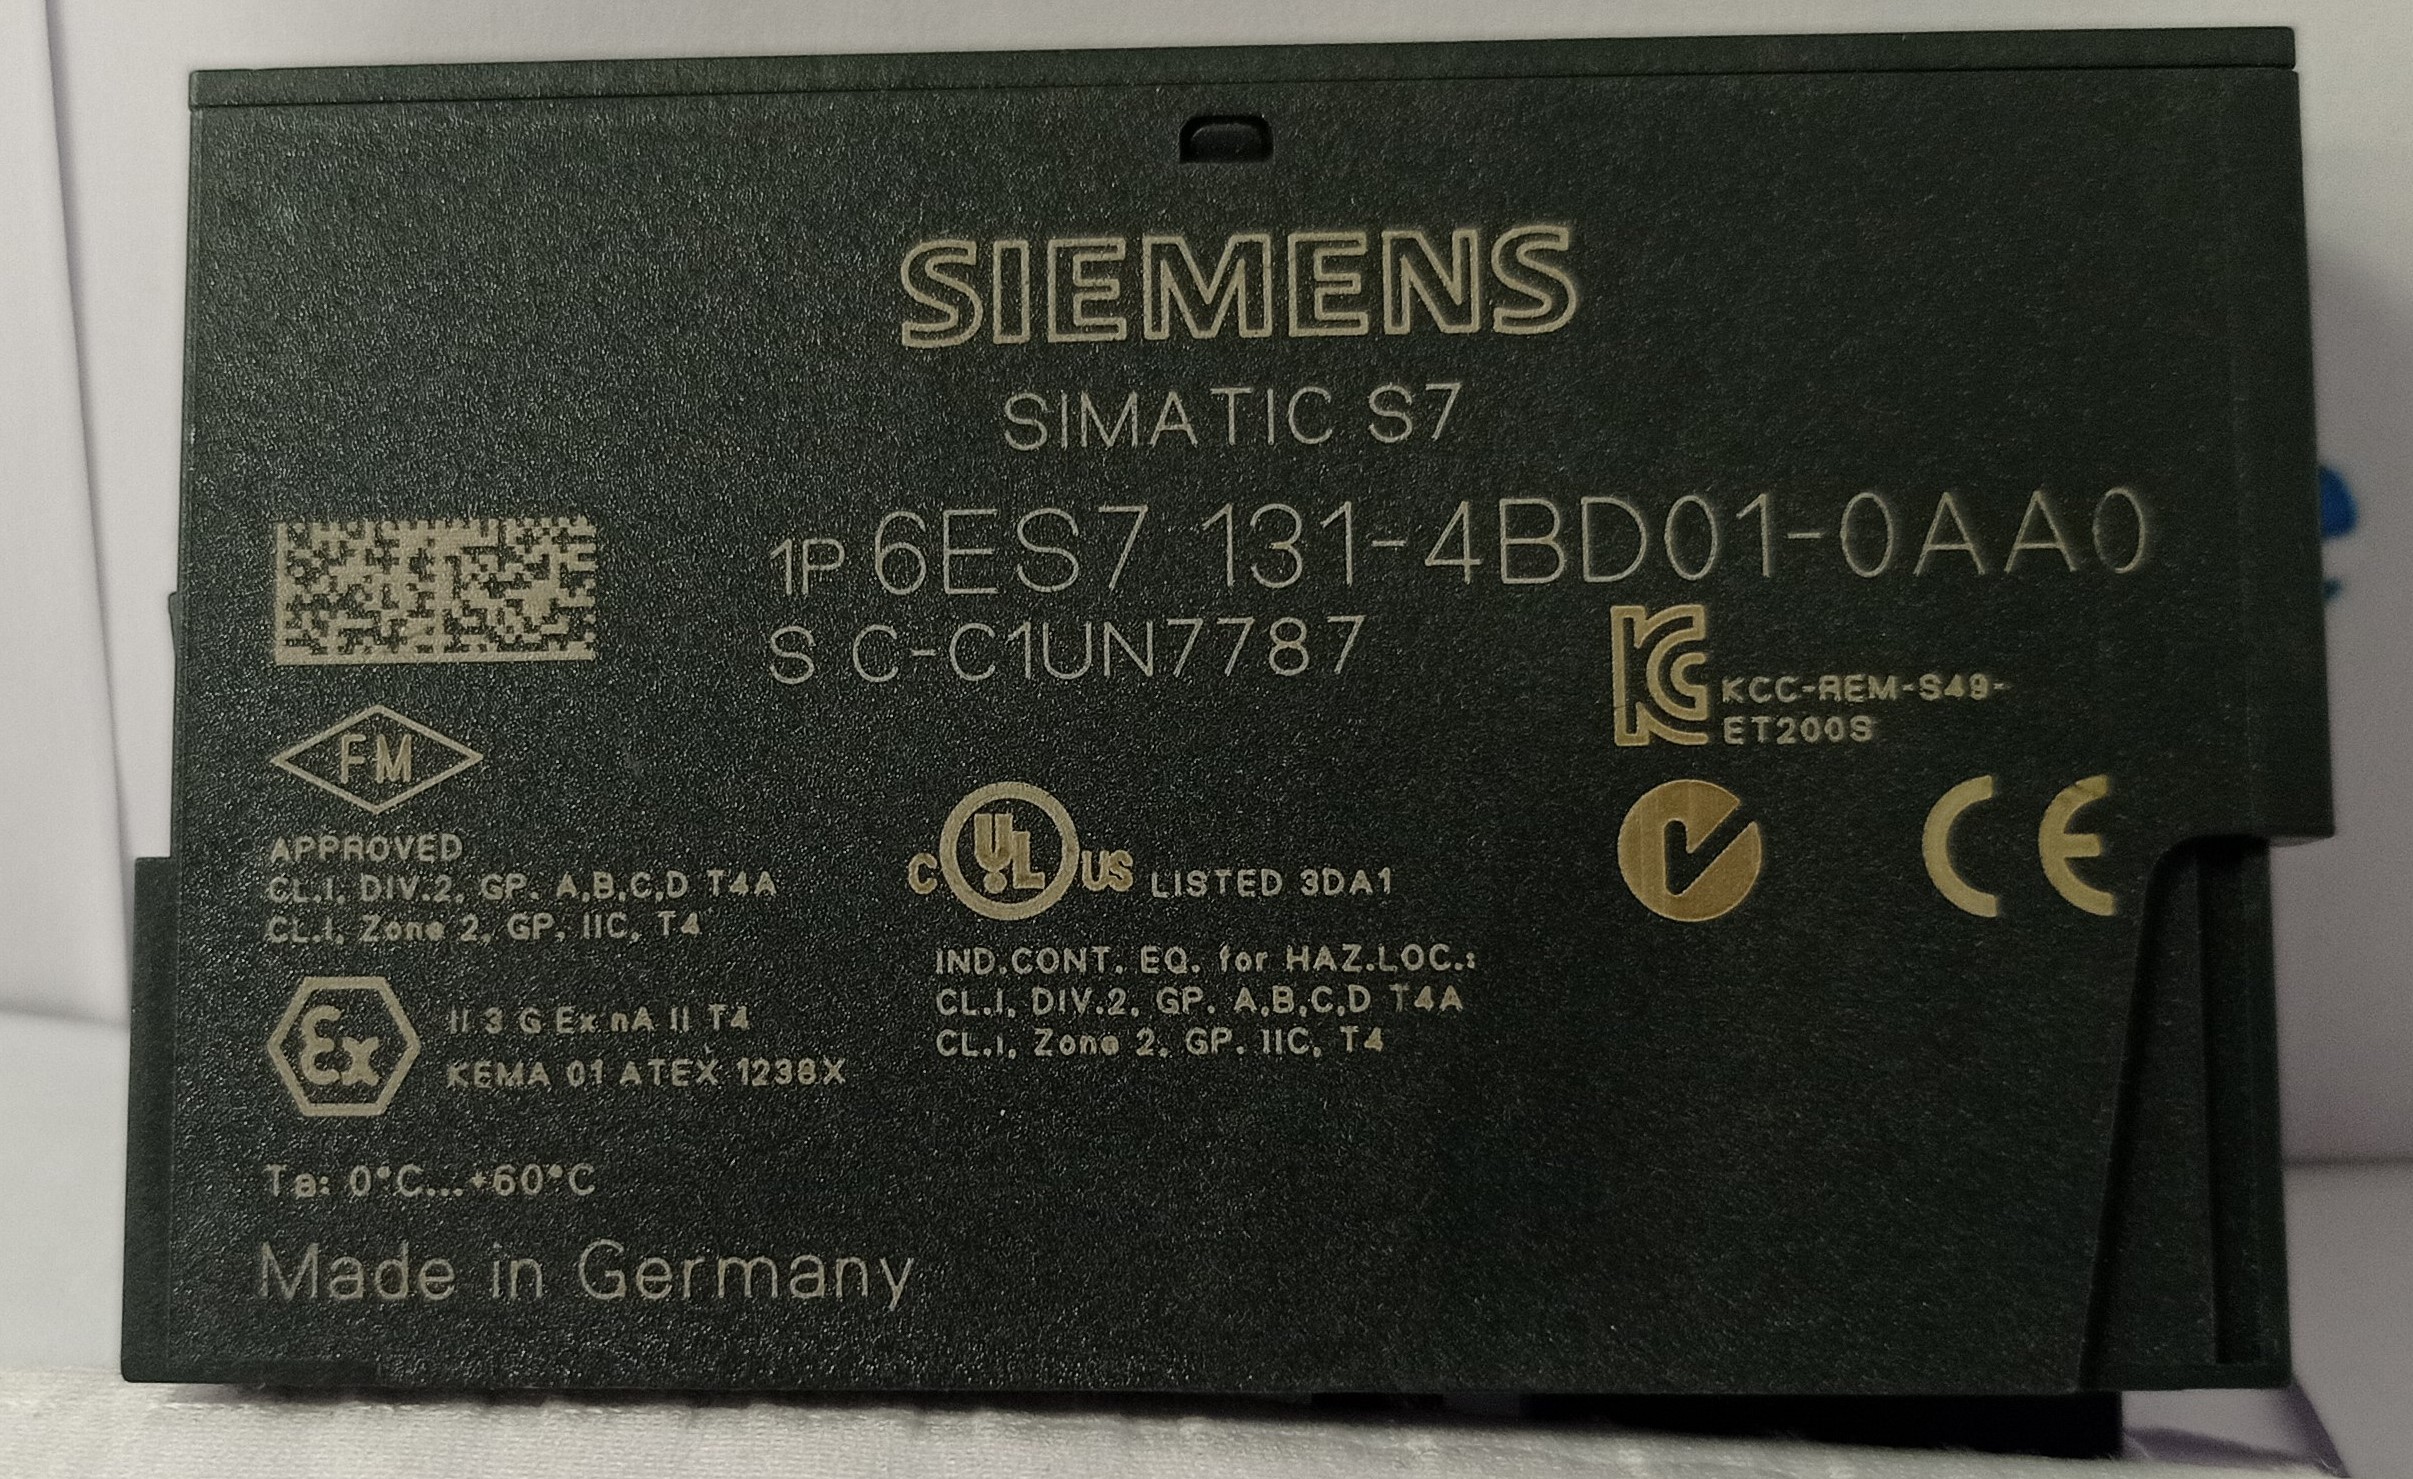 SIEMENS
SIMATIC S7
1P 6ES7 131-4BD01-0AA0
S C-C1UN7787
KC KCC-REM-S49-
ET200S
FM
APPROVED
CL.I, DIV.2, GP. A,B,C,D T4A
CL.I, Zone 2, GP, IIC, T4
C UL US LISTED 3DA1
CE
IND.CONT. EQ. for HAZ.LOC.:
CL.I, DIV.2, GP. A,B,C,D T4A
CL.I, Zone 2, GP. IIC, T4
Ex II 3 G Ex nA II T4
KEMA 01 ATEX 1238X
Ta: 0°C...+60°C
Made in Germany